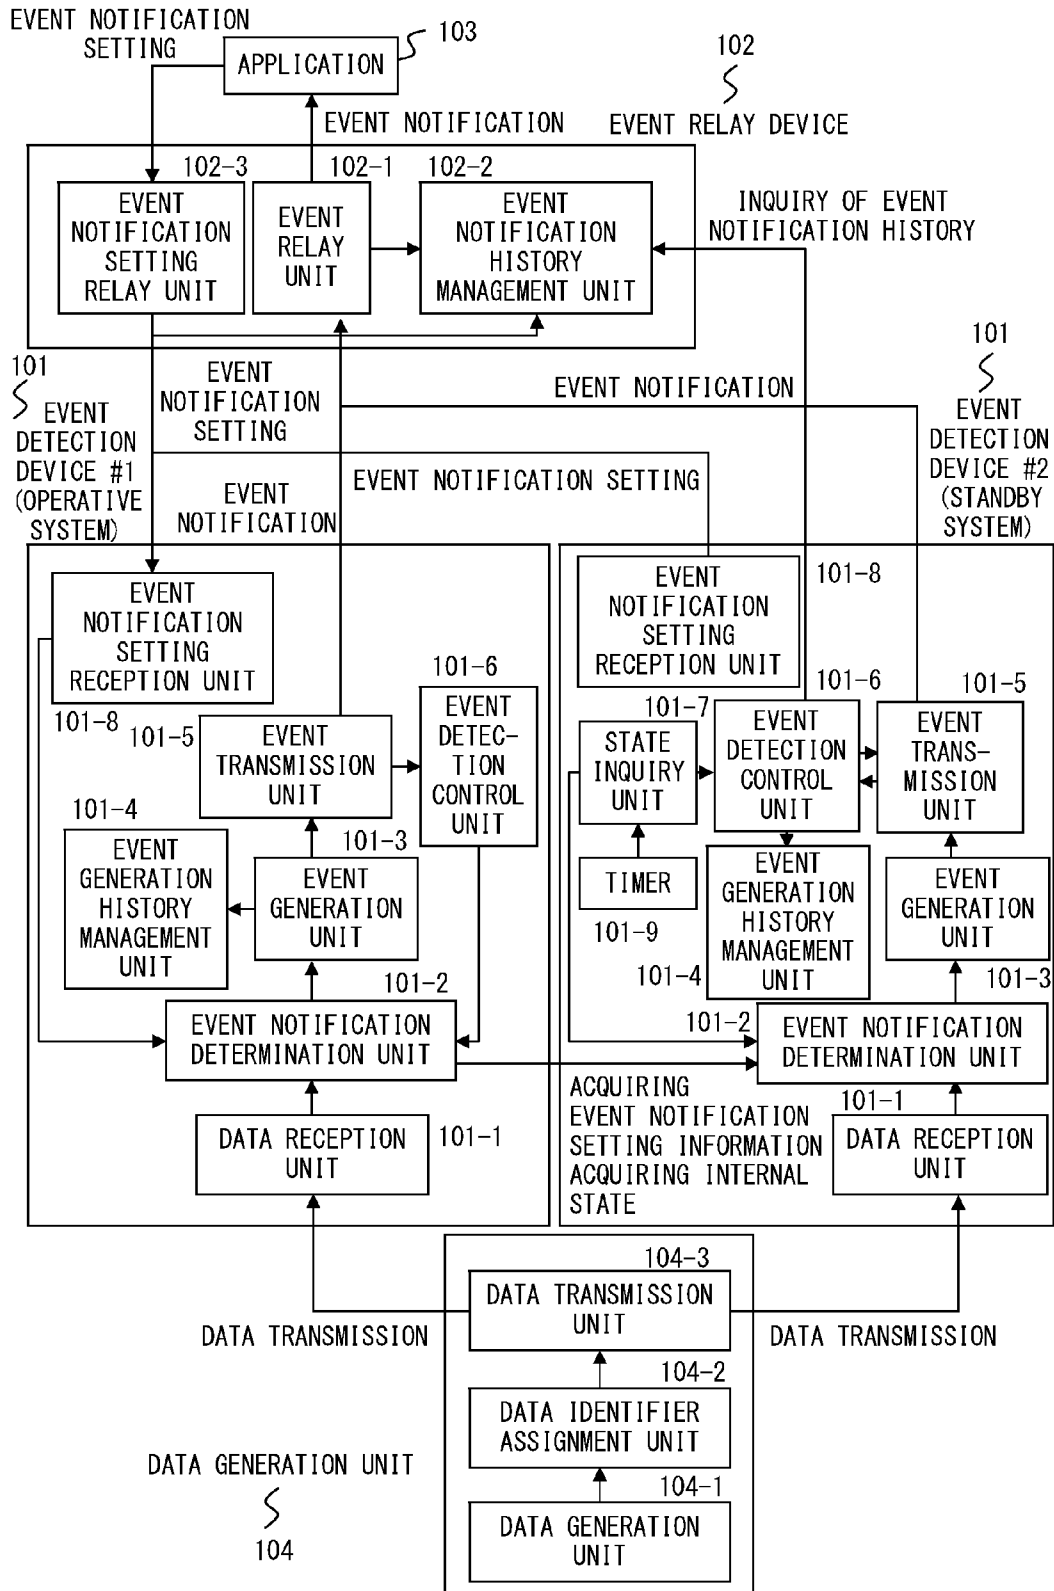 EVENT NOTIFICATION
SETTING
103
APPLICATION
102
EVENT NOTIFICATION
EVENT RELAY DEVICE
102-3
102-1
102-2
EVENT
NOTIFICATION
SETTING
RELAY UNIT
EVENT
RELAY
UNIT
EVENT
NOTIFICATION
HISTORY
MANAGEMENT UNIT
INQUIRY OF EVENT
NOTIFICATION HISTORY
101
EVENT
DETECTION
DEVICE #1
(OPERATIVE
SYSTEM)
EVENT
NOTIFICATION
SETTING
EVENT NOTIFICATION
101
EVENT
DETECTION
DEVICE #2
(STANDBY
SYSTEM)
EVENT NOTIFICATION SETTING
EVENT
NOTIFICATION
EVENT
NOTIFICATION
SETTING
RECEPTION UNIT
101-8
101-5
EVENT
TRANSMISSION
UNIT
101-6
EVENT
DETEC-
TION
CONTROL
UNIT
101-4
EVENT
GENERATION
HISTORY
MANAGEMENT
UNIT
101-3
EVENT
GENERATION
UNIT
101-2
EVENT NOTIFICATION
DETERMINATION UNIT
DATA RECEPTION
UNIT
101-1
EVENT
NOTIFICATION
SETTING
RECEPTION UNIT
101-8
101-6
101-5
101-7
STATE
INQUIRY
UNIT
EVENT
DETECTION
CONTROL
UNIT
EVENT
TRANS-
MISSION
UNIT
TIMER
101-9
EVENT
GENERATION
HISTORY
MANAGEMENT
UNIT
101-4
EVENT
GENERATION
UNIT
101-3
101-2
EVENT NOTIFICATION
DETERMINATION UNIT
ACQUIRING
EVENT NOTIFICATION
SETTING INFORMATION
ACQUIRING INTERNAL
STATE
101-1
DATA RECEPTION
UNIT
104-3
DATA TRANSMISSION
UNIT
DATA TRANSMISSION
DATA TRANSMISSION
104-2
DATA IDENTIFIER
ASSIGNMENT UNIT
DATA GENERATION UNIT
104
104-1
DATA GENERATION
UNIT